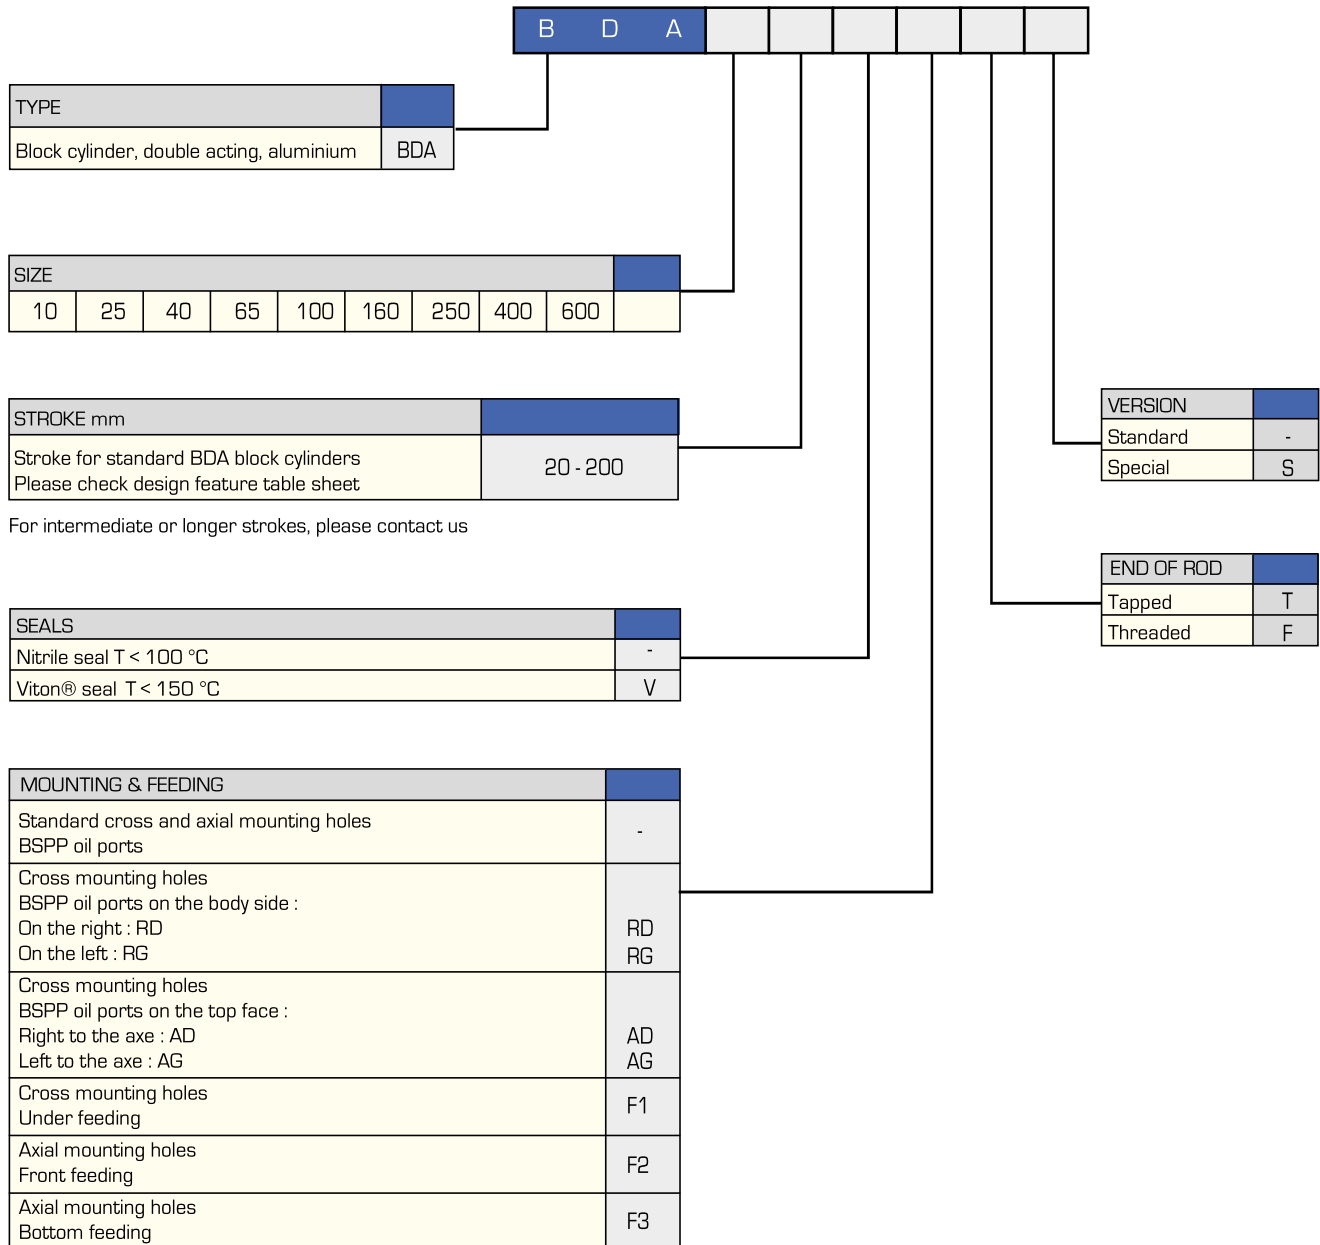 B D A
TYPE
Block cylinder, double acting, aluminium BDA
SIZE
10 25 40 65 100 160 250 400 600
STROKE mm
Stroke for standard BDA block cylinders
Please check design feature table sheet
20 - 200
For intermediate or longer strokes, please contact us
VERSION
Standard -
Special S
END OF ROD
Tapped T
Threaded F
SEALS
Nitrile seal T < 100 °C -
Viton® seal T < 150 °C V
MOUNTING & FEEDING
Standard cross and axial mounting holes
BSPP oil ports
-
Cross mounting holes
BSPP oil ports on the body side :
On the right : RD RD
On the left : RG RG
Cross mounting holes
BSPP oil ports on the top face :
Right to the axe : AD AD
Left to the axe : AG AG
Cross mounting holes
Under feeding
F1
Axial mounting holes
Front feeding
F2
Axial mounting holes
Bottom feeding
F3